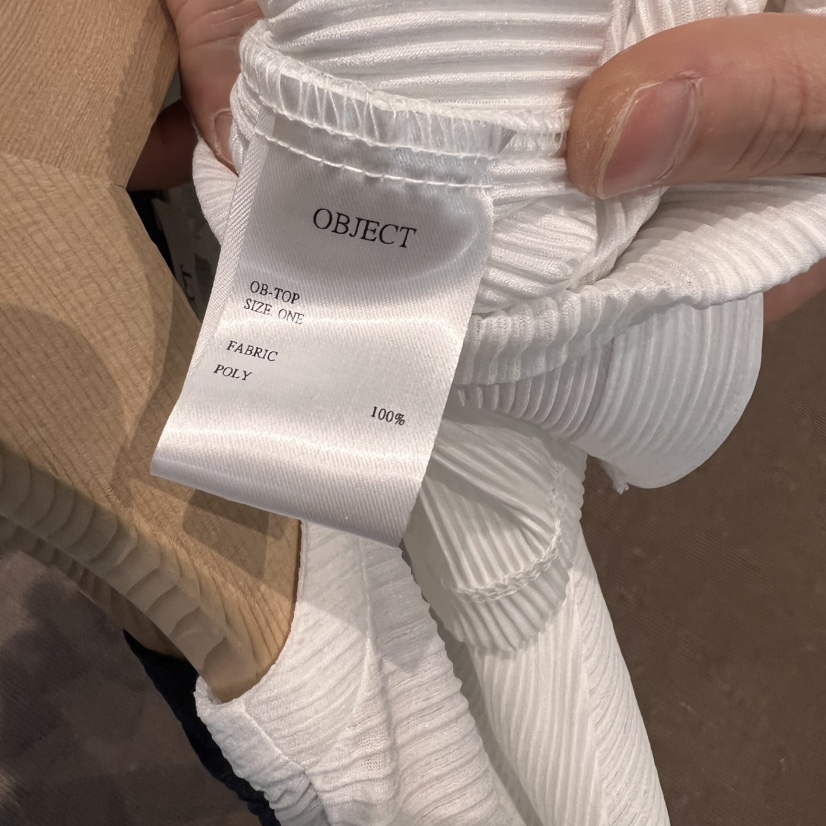 OBJECT
OB-TOP
SIZE ONE
FABRIC
POLY
100%